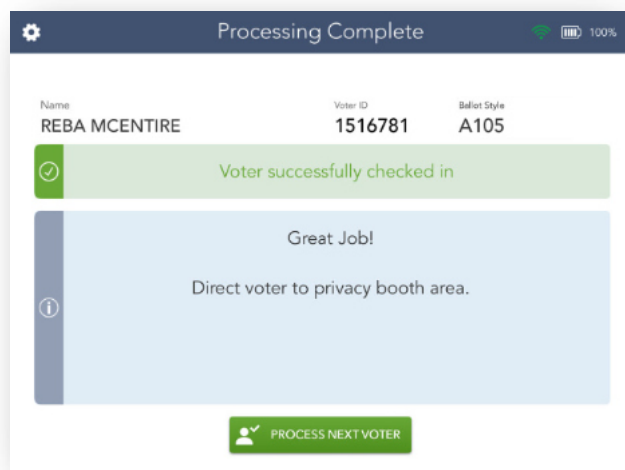 Processing Complete
100%
Name Voter ID Ballot Style
REBA MCENTIRE 1516781 A105
Voter successfully checked in
Great Job!
Direct voter to privacy booth area.
PROCESS NEXT VOTER